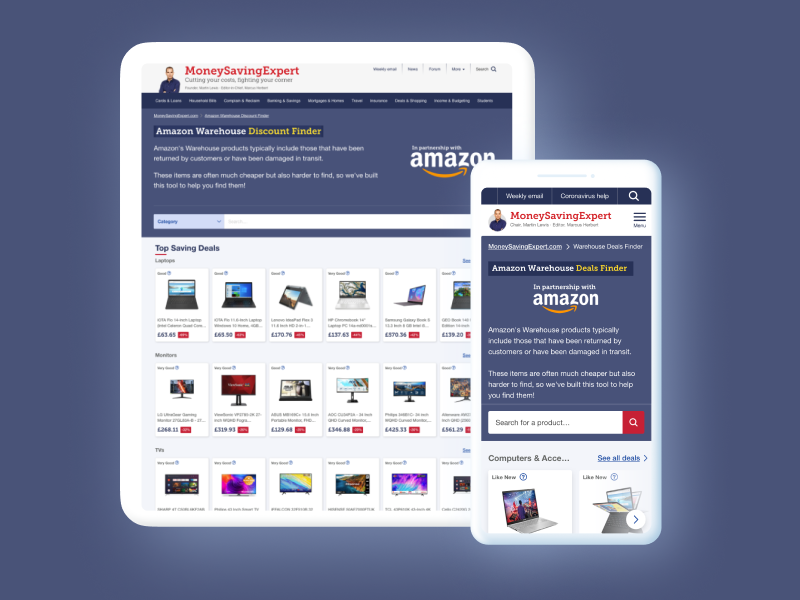 MoneySavingExpert
Cutting your costs, fighting your corner
Founder Martin Lewis · Editor-in-Chief Marcus Herbert
Weekly email
News
Forum
More
Search
Cards & Loans
Household Bills
Complain & Reclaim
Banking & Savings
Mortgages & Homes
Travel
Insurance
Deals & Shopping
Income & Budgeting
Students
MoneySavingExpert.com / Amazon Warehouse Discount Finder
Amazon Warehouse Discount Finder
Amazon's Warehouse products typically include those that have been
returned by customers or have been damaged in transit.
These items are often much cheaper but also harder to find, so we've built
this tool to help you find them!
In partnership with
amazon
Category
Search...
Top Saving Deals
Laptops
See
Good Good Good Very Good Good Good
£63.65 £65.50 £170.76 £137.63 £570.36 £139.20
Monitors
See
Very Good Very Good Very Good Very Good Very Good Very Good
LG UltraGear Gaming
£268.11 £319.93 £129.68 £346.88 £425.33 £561.29
TVs
See
Very Good Very Good Very Good Very Good Very Good Very Good
Weekly email
Coronavirus help
MoneySavingExpert
Chair, Martin Lewis · Editor, Marcus Herbert
Menu
MoneySavingExpert.com > Warehouse Deals Finder
Amazon Warehouse Deals Finder
In partnership with
amazon
Amazon's Warehouse products typically
include those that have been returned by
customers or have been damaged in transit.
These items are often much cheaper but also
harder to find, so we've built this tool to help
you find them!
Search for a product...
Computers & Acce...
See all deals
Like New
Like New